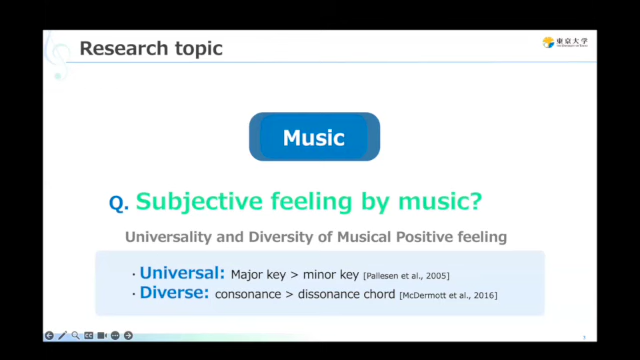 Research topic
東京大学
Music
Q. Subjective feeling by music?
Universality and Diversity of Musical Positive feeling
・Universal: Major key > minor key [Pallesen et al., 2005]
・Diverse: consonance > dissonance chord [McDermott et al., 2016]